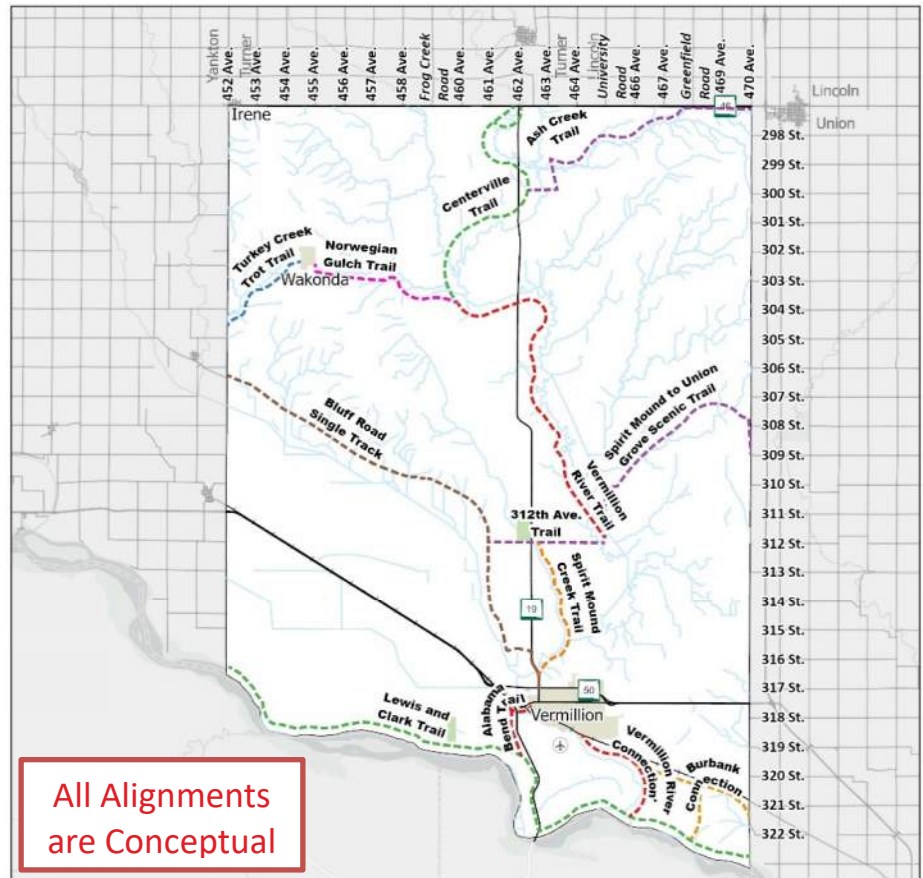 Yankton
Turner
452 Ave.
453 Ave.
454 Ave.
455 Ave.
456 Ave.
457 Ave.
458 Ave.
Frog Creek
Road
460 Ave.
461 Ave.
462 Ave.
463 Ave.
Turner
464 Ave.
Lincoln
University
Road
466 Ave.
467 Ave.
Greenfield
Road
469 Ave.
470 Ave.
Lincoln
Union
Irene
46
298 St.
299 St.
300 St.
301 St.
302 St.
303 St.
304 St.
305 St.
306 St.
307 St.
308 St.
309 St.
310 St.
311 St.
312 St.
313 St.
314 St.
315 St.
316 St.
317 St.
318 St.
319 St.
320 St.
321 St.
322 St.
Ash Creek
Trail
Centerville
Trail
Turkey Creek
Trot Trail
Norwegian
Gulch Trail
Wakonda
Bluff Road
Single Track
Spirit Mound to Union
Grove Scenic Trail
Vermillion
River Trail
312th Ave.
Trail
Spirit Mound
Creek Trail
19
50
Alabama
Bend Trail
Trail
Vermillion
Lewis and
Clark Trail
Vermillion River
Connection'
Burbank
Connection
All Alignments
are Conceptual